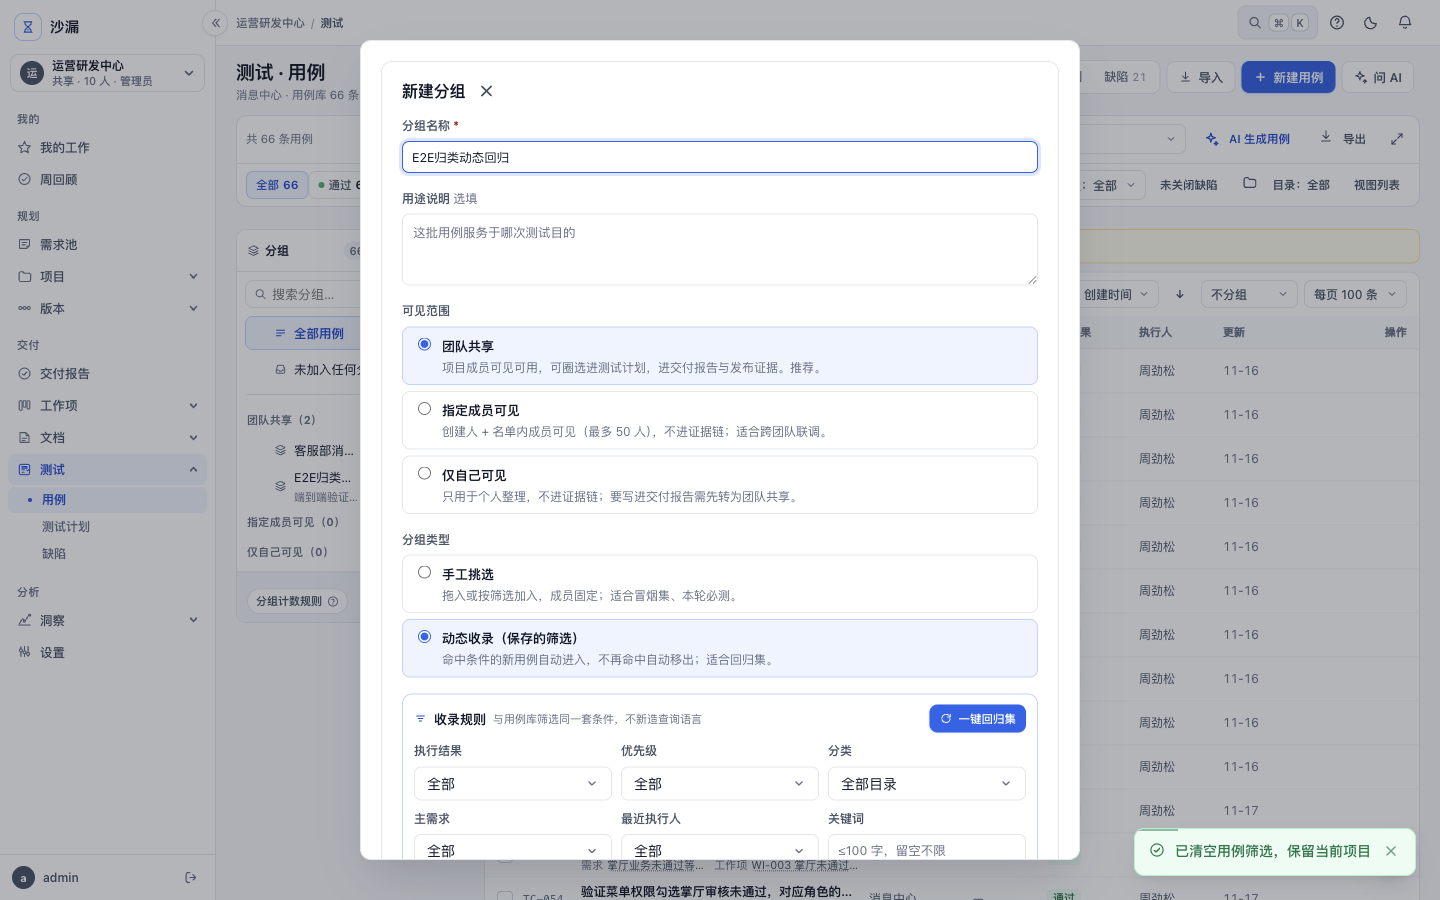 沙漏
运
运营研发中心
共享 · 10 人 · 管理员
我的
我的工作
周回顾
规划
需求池
项目
版本
交付
交付报告
工作项
文档
测试
用例
测试计划
缺陷
分析
洞察
设置
a
admin
运营研发中心 / 测试
⌘ K
测试 · 用例
消息中心 · 用例库 66 条
缺陷 21
导入
新建用例
问 AI
共 66 条用例
AI 生成用例
导出
全部 66
通过 6
：全部
未关闭缺陷
目录：全部
视图列表
分组
66
搜索分组...
全部用例
未加入任何
团队共享（2）
客服部消...
E2E归类...
端到端验证...
指定成员可见（0）
仅自己可见（0）
分组计数规则
创建时间
不分组
每页 100 条
果
执行人
更新
操作
周劲松
11-16
周劲松
11-16
周劲松
11-16
周劲松
11-16
周劲松
11-16
周劲松
11-16
周劲松
11-16
周劲松
11-16
周劲松
11-16
周劲松
11-16
周劲松
11-17
需求 掌厅业务未通过等... 工作项 WI-003 掌厅未通过...
TC-054
验证菜单权限勾选掌厅审核未通过，对应角色的...
消息中心
—
通过
周劲松
11-17
新建分组
分组名称 *
E2E归类动态回归
用途说明 选填
这批用例服务于哪次测试目的
可见范围
团队共享
项目成员可见可用，可圈选进测试计划，进交付报告与发布证据。推荐。
指定成员可见
创建人 + 名单内成员可见（最多 50 人），不进证据链；适合跨团队联调。
仅自己可见
只用于个人整理，不进证据链；要写进交付报告需先转为团队共享。
分组类型
手工挑选
拖入或按筛选加入，成员固定；适合冒烟集、本轮必测。
动态收录（保存的筛选）
命中条件的新用例自动进入，不再命中自动移出；适合回归集。
收录规则 与用例库筛选同一套条件，不新造查询语言
一键回归集
执行结果
优先级
分类
全部
全部
全部目录
主需求
最近执行人
关键词
全部
全部
≤100 字，留空不限
已清空用例筛选，保留当前项目